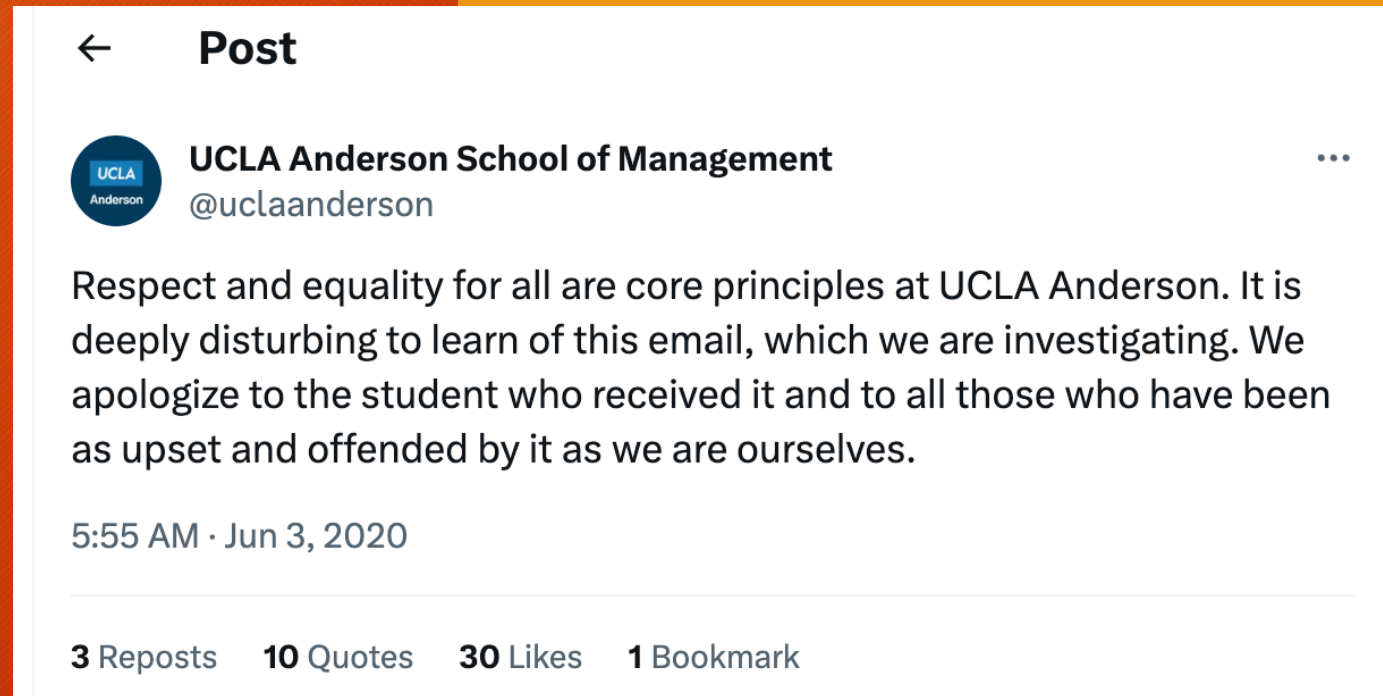 Post
UCLA
Anderson
UCLA Anderson School of Management
@uclaanderson
Respect and equality for all are core principles at UCLA Anderson. It is
deeply disturbing to learn of this email, which we are investigating. We
apologize to the student who received it and to all those who have been
as upset and offended by it as we are ourselves.
5:55 AM · Jun 3, 2020
3 Reposts 10 Quotes 30 Likes 1 Bookmark